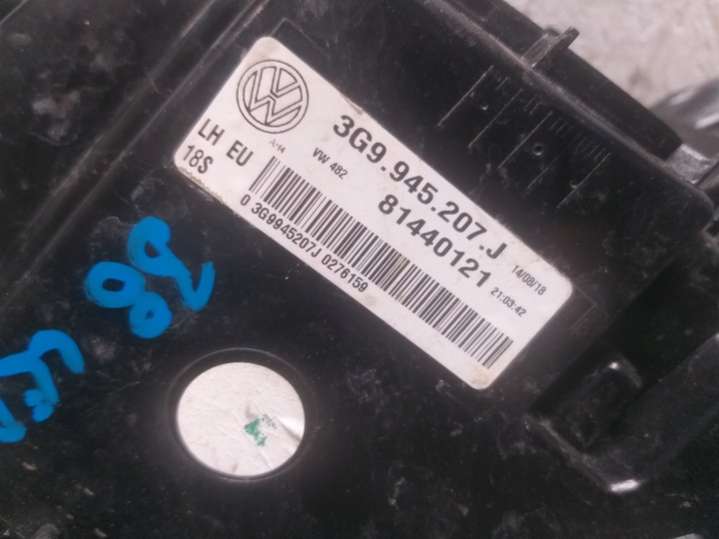 3G9.945.207.J
14/08/18
LH EU
VW 482
81440121
21:03:42
18S
0 3G9945207J 0276159